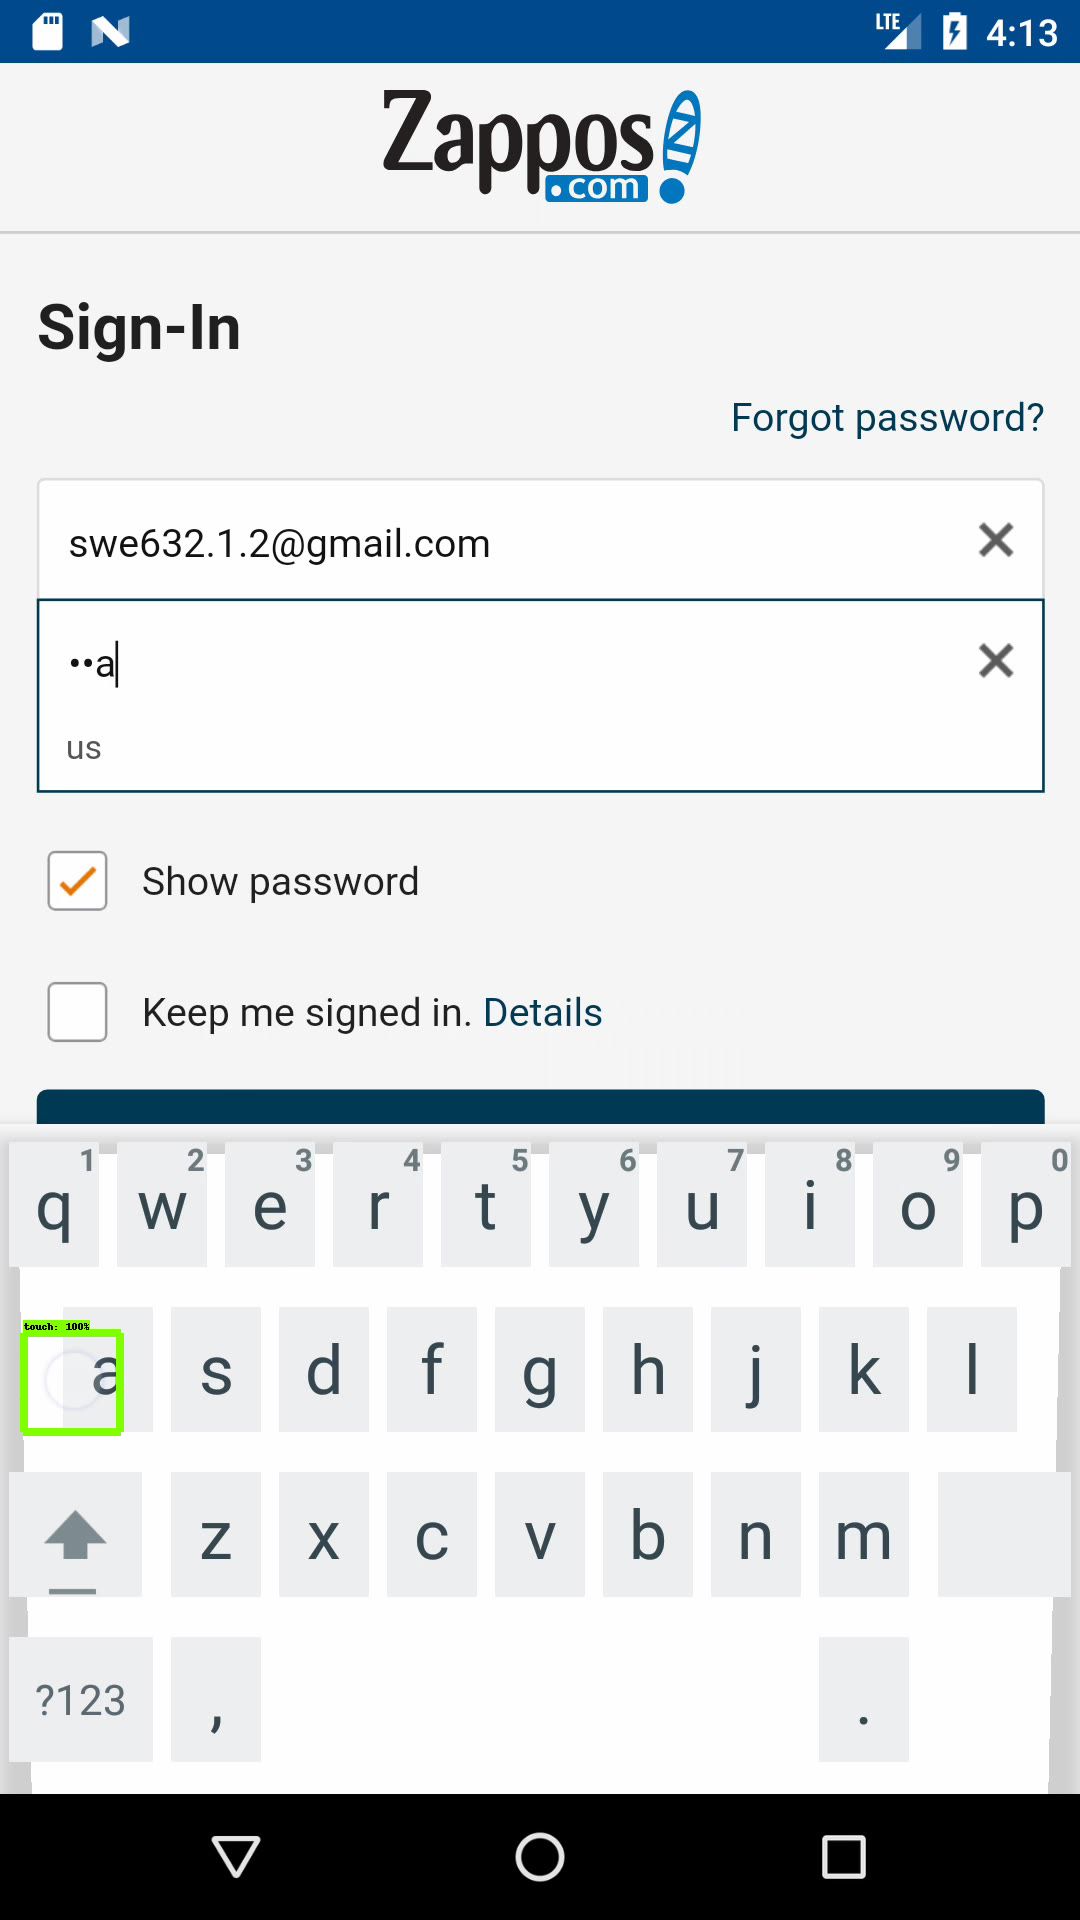 LTE 4:13
Zappos
.com
Sign-In
Forgot password?
swe632.1.2@gmail.com
••a
us
Show password
Keep me signed in. Details
1 2 3 4 5 6 7 8 9 0
q w e r t y u i o p
touch: 100%
a s d f g h j k l
z x c v b n m
?123 , .